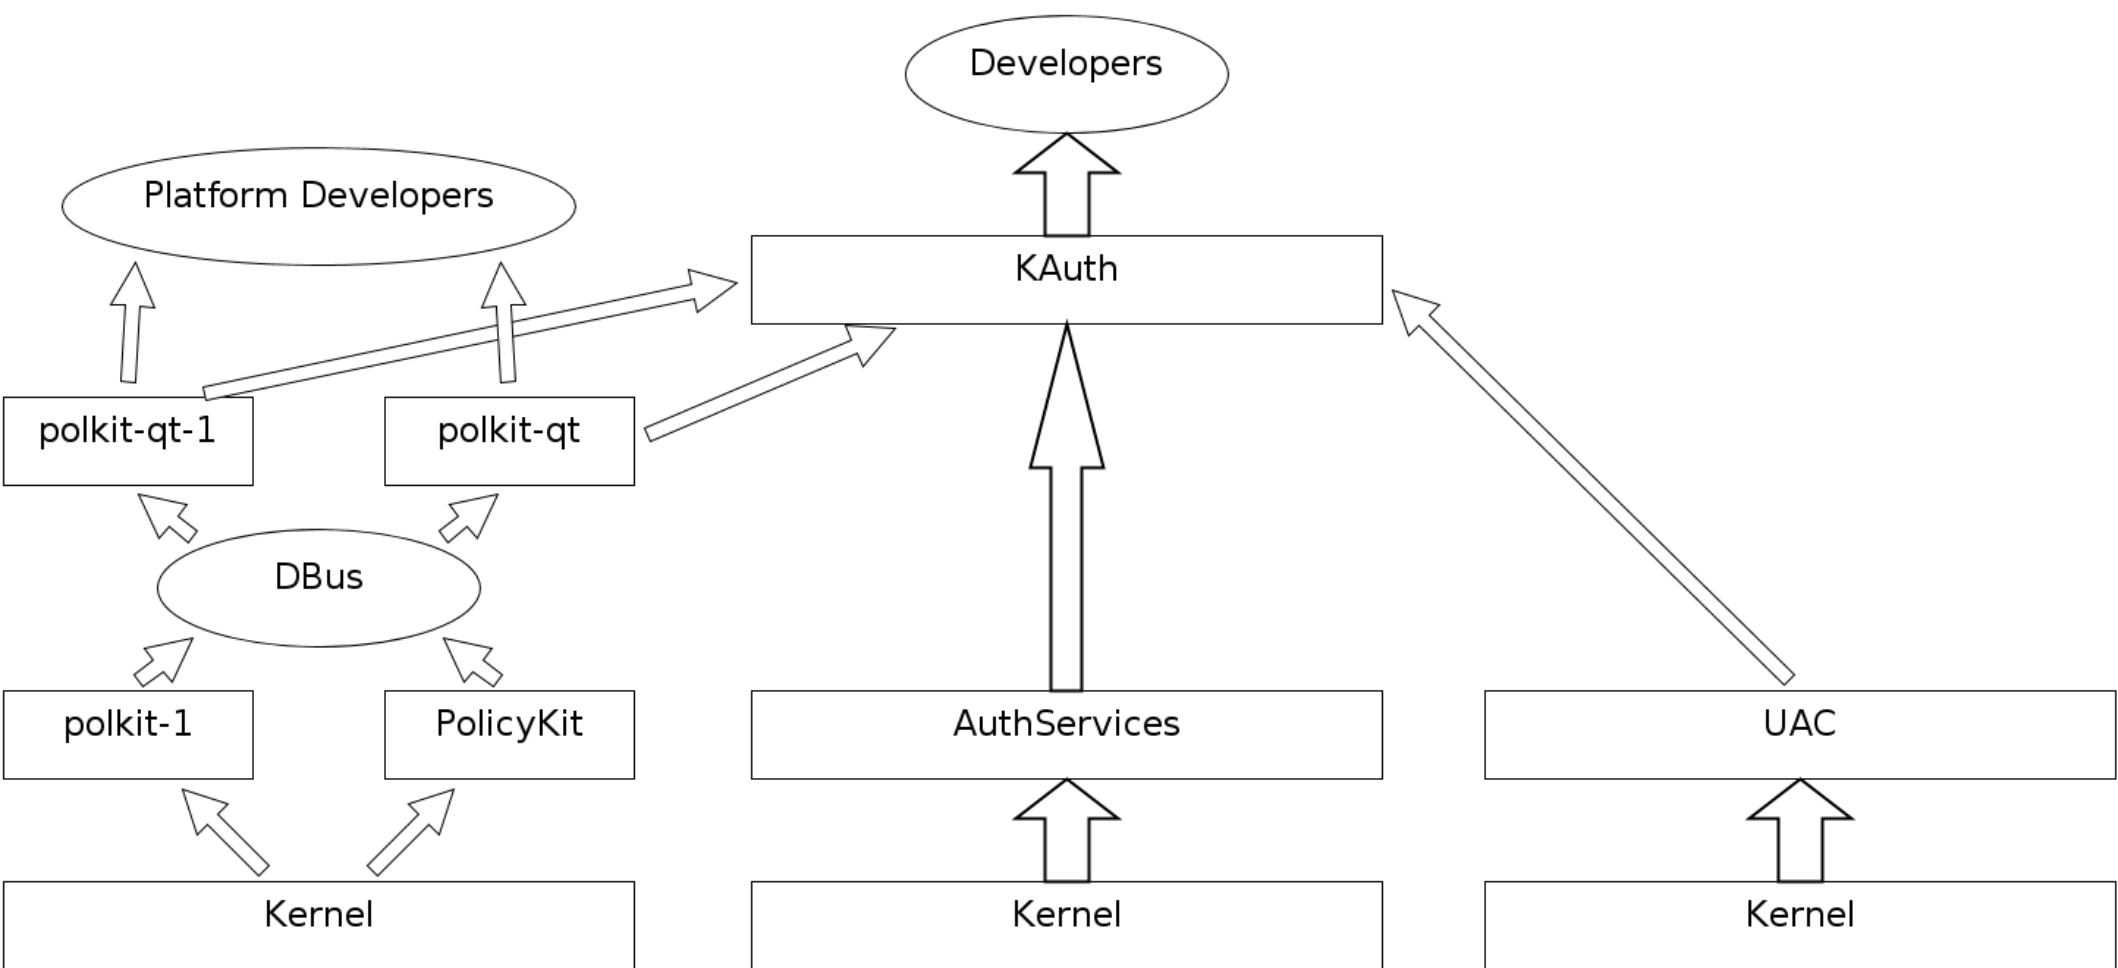 Developers
Platform Developers
KAuth
polkit-qt-1
polkit-qt
DBus
polkit-1
PolicyKit
AuthServices
UAC
Kernel
Kernel
Kernel